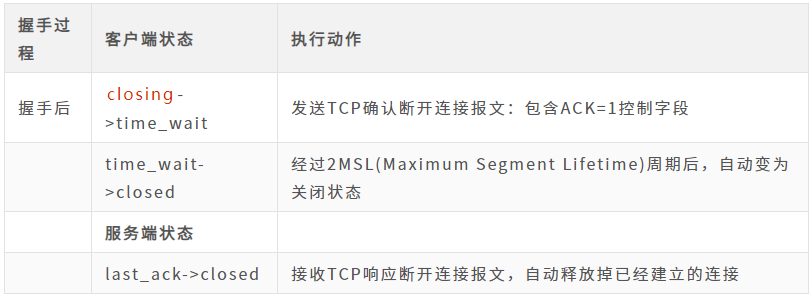 握手过程
客户端状态
执行动作
握手后
closing-
>time_wait
发送TCP确认断开连接报文：包含ACK=1控制字段
time_wait-
>closed
经过2MSL(Maximum Segment Lifetime)周期后，自动变为
关闭状态
服务端状态
last_ack->closed
接收TCP响应断开连接报文，自动释放掉已经建立的连接